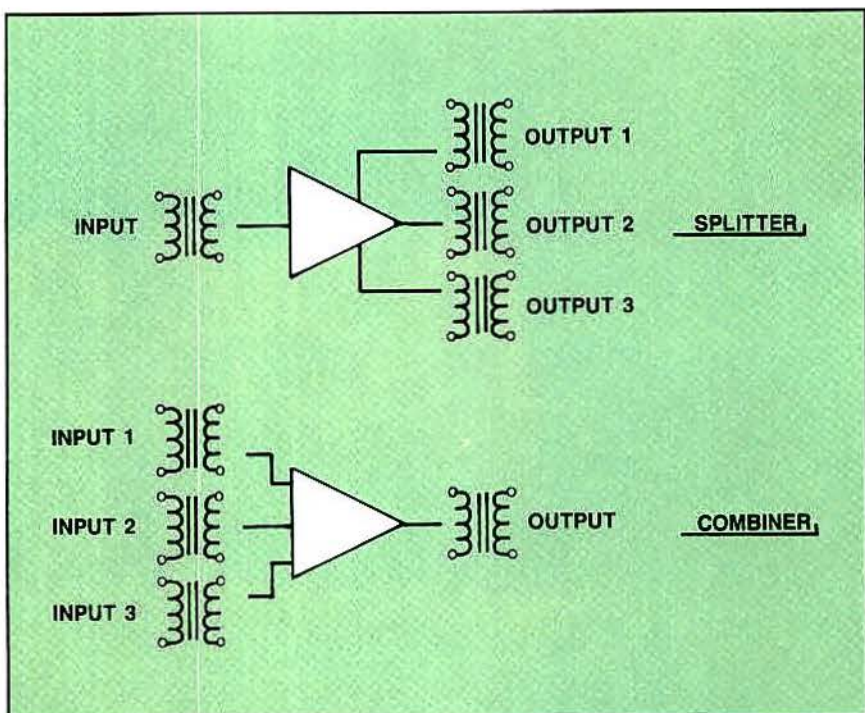 OUTPUT 1
INPUT
OUTPUT 2
SPLITTER
OUTPUT 3
INPUT 1
INPUT 2
OUTPUT
COMBINER
INPUT 3